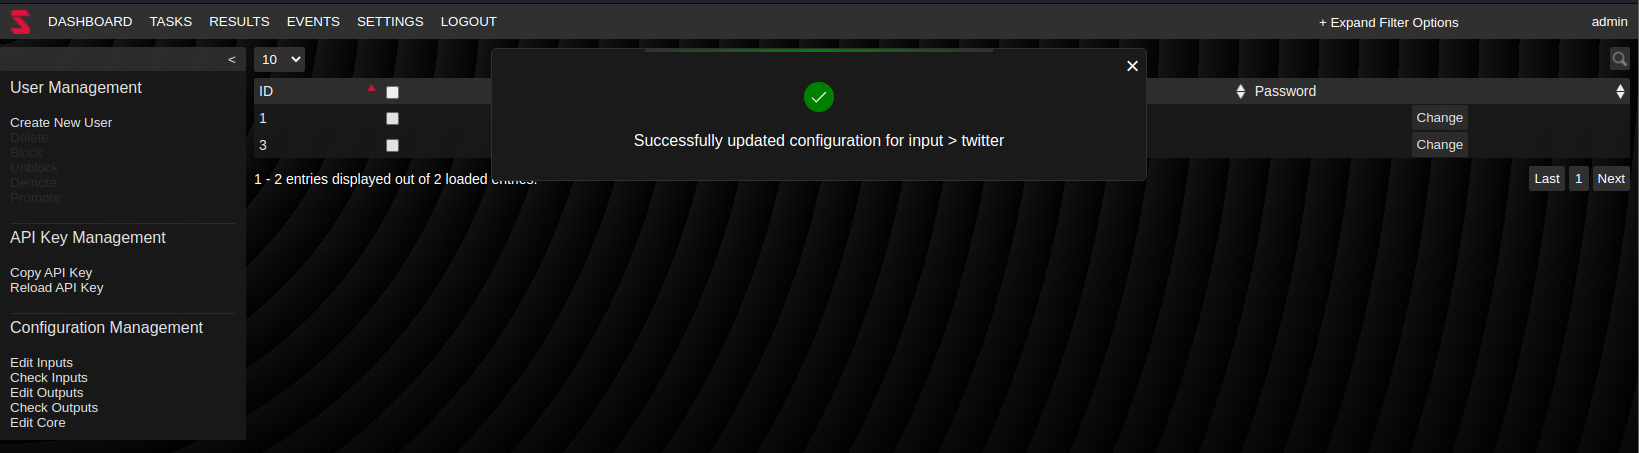 DASHBOARD TASKS RESULTS EVENTS SETTINGS LOGOUT + Expand Filter Options admin
<
User Management
Create New User
Delete
Block
Unblock
Demote
Promote
API Key Management
Copy API Key
Reload API Key
Configuration Management
Edit Inputs
Check Inputs
Edit Outputs
Check Outputs
Edit Core
10
ID Password
1 Change
3 Change
1 - 2 entries displayed out of 2 loaded entries.
Last 1 Next
Successfully updated configuration for input > twitter